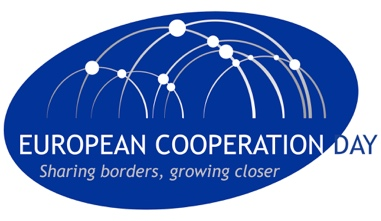 EUROPEAN COOPERATION DAY
Sharing borders, growing closer